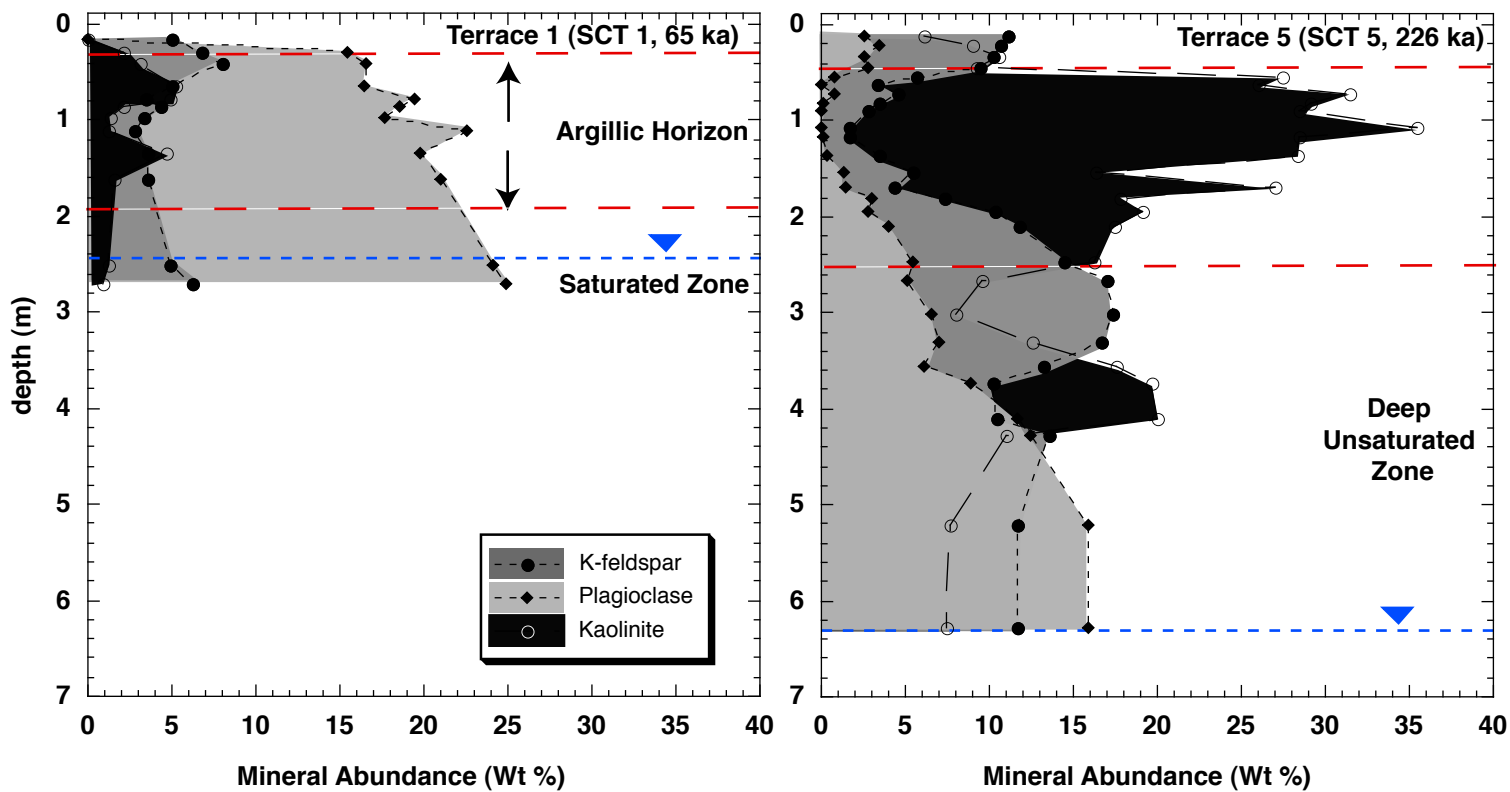 Terrace 1 (SCT 1, 65 ka)
Argillic Horizon
Saturated Zone
depth (m)
0
1
2
3
4
5
6
7
0 5 10 15 20 25 30 35 40
Mineral Abundance (Wt %)
K-feldspar
Plagioclase
Kaolinite
Terrace 5 (SCT 5, 226 ka)
Deep
Unsaturated
Zone
0
1
2
3
4
5
6
7
0 5 10 15 20 25 30 35 40
Mineral Abundance (Wt %)